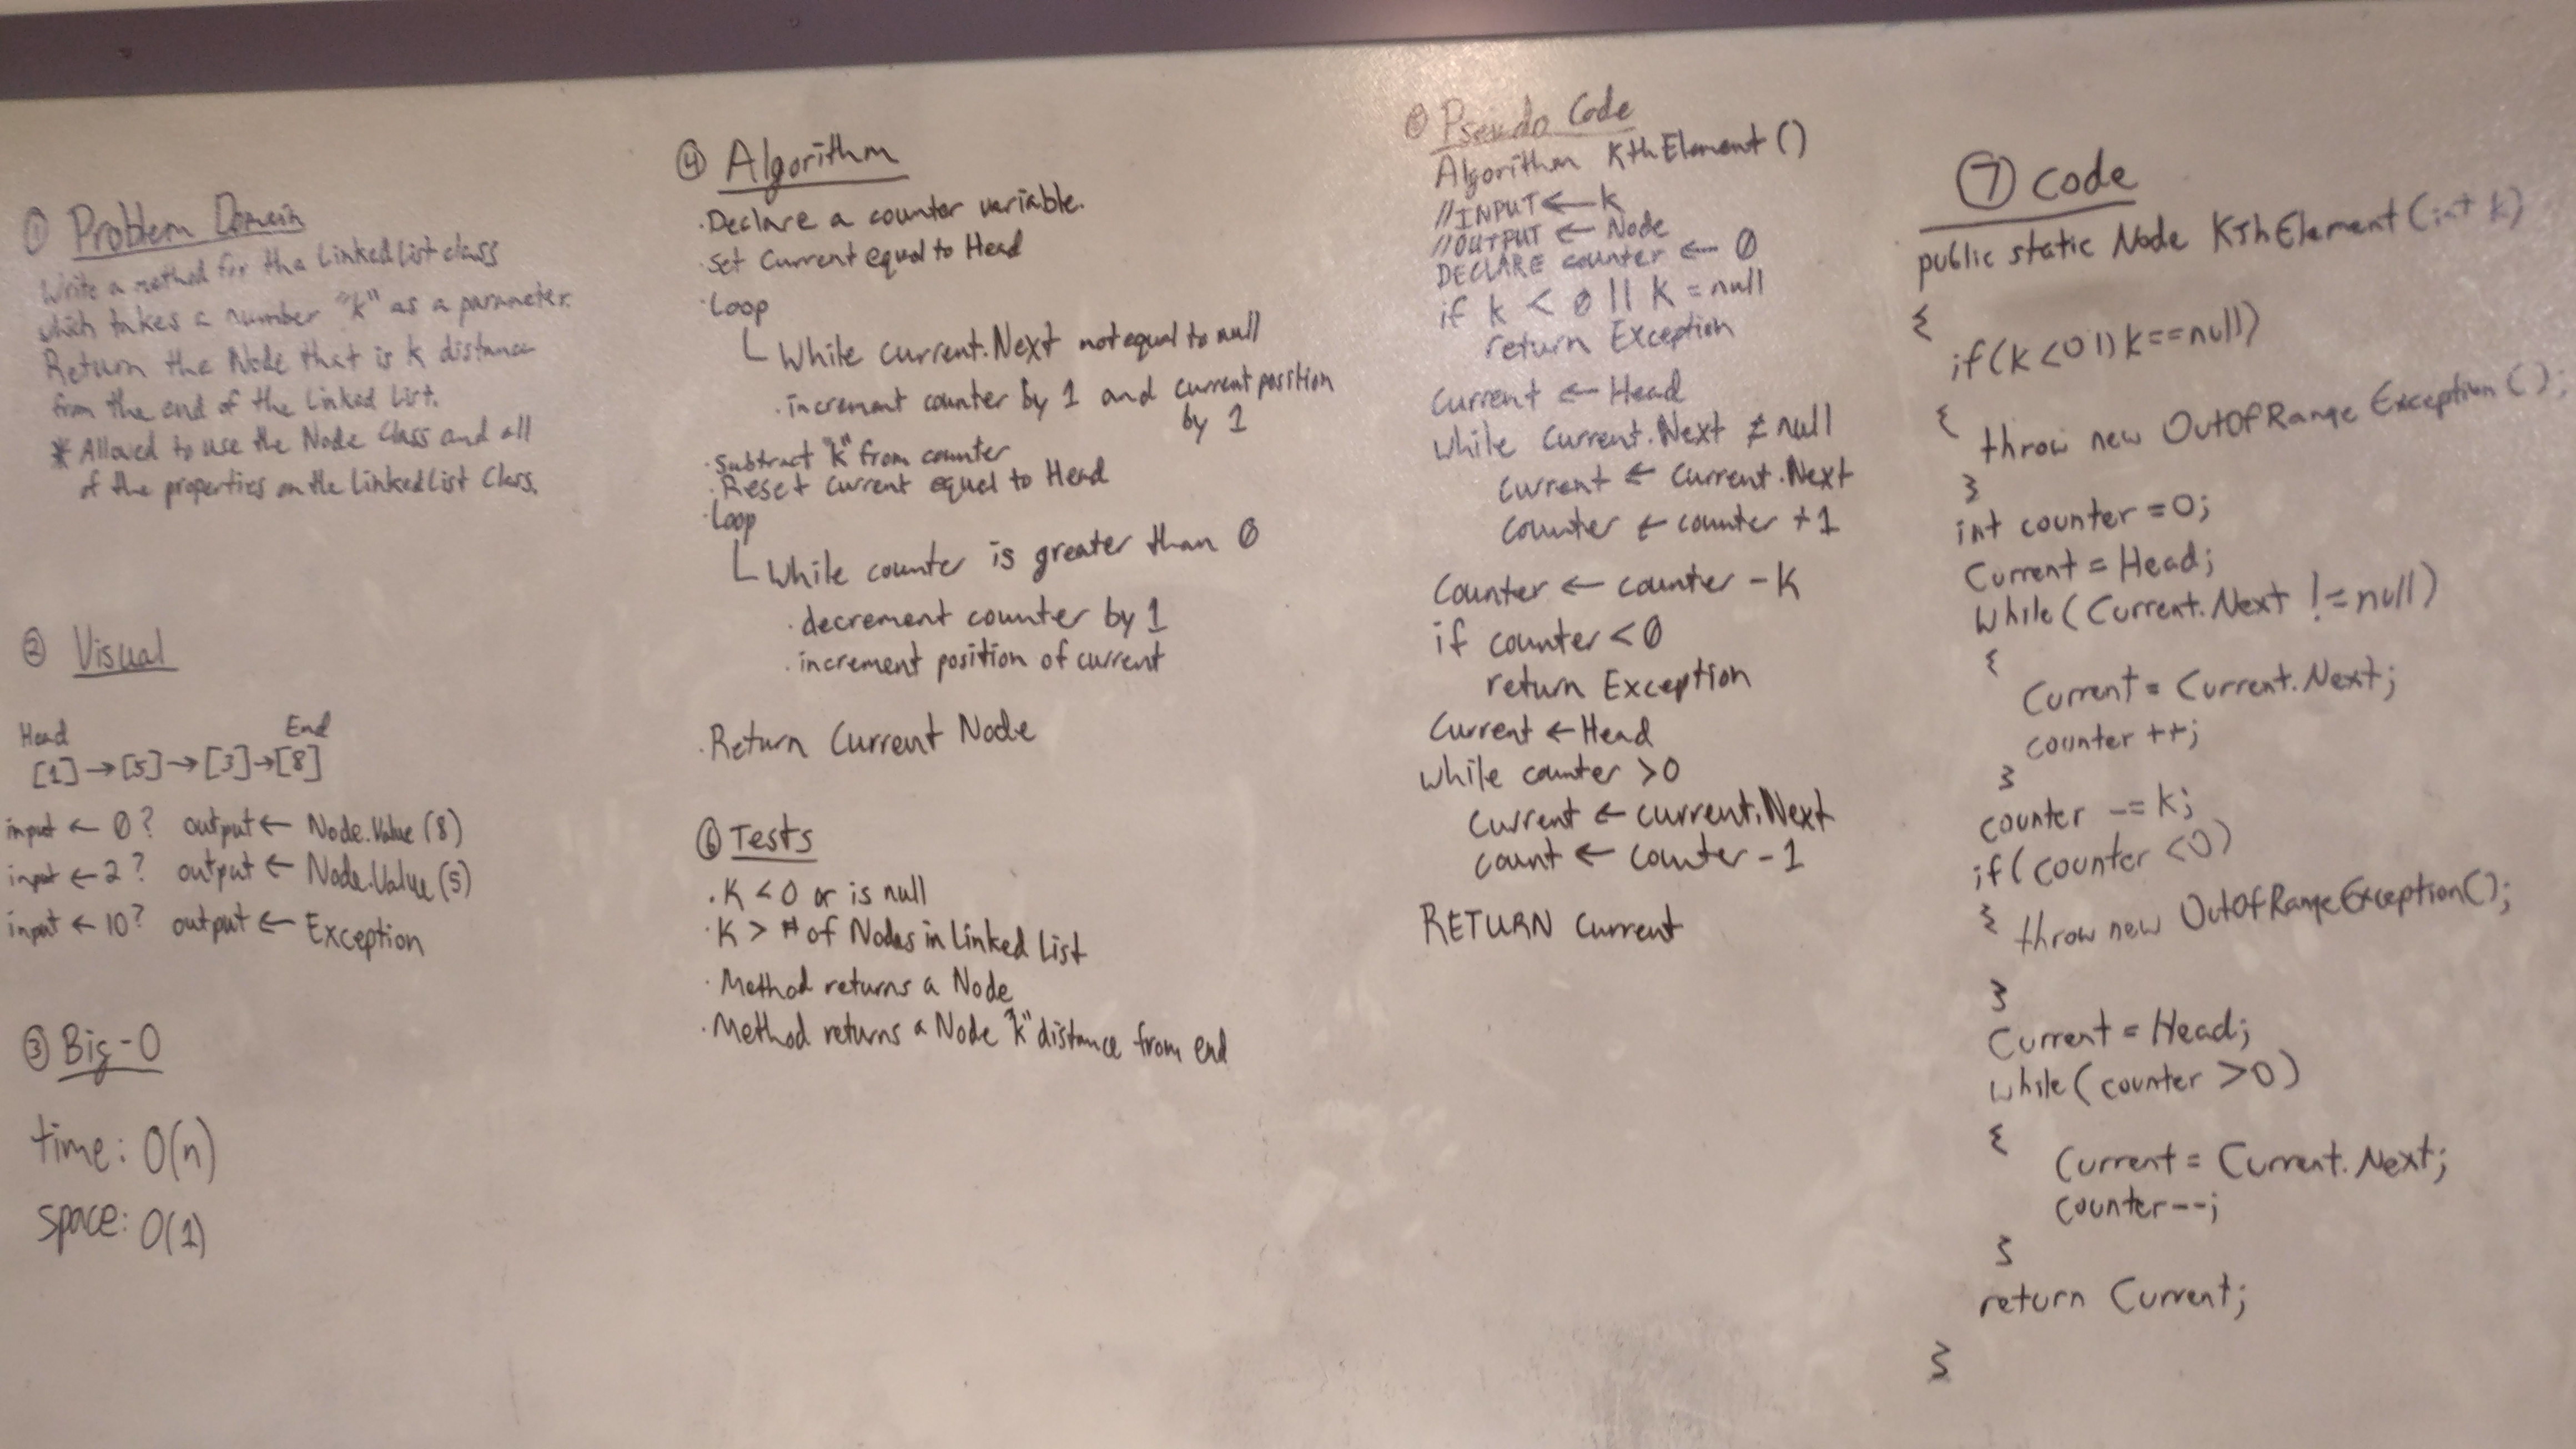 ① Problem Domain
Write a method for the Linked List class
which takes a number "k" as a parameter.
Return the Node that is k distance
from the end of the Linked List.
* Allowed to use the Node Class and all
of the properties on the Linked List Class.
② Visual
Head End
[1]→[5]→[3]→[8]
input ← 0? output ← Node.Value (8)
input ← 2? output ← Node.Value (5)
input ← 10? output ← Exception
③ Big-O
time: O(n)
space: O(1)
④ Algorithm
·Declare a counter variable.
·Set Current equal to Head
·Loop
└ While current.Next not equal to null
·increment counter by 1 and current position
by 1
·Subtract "k" from counter
·Reset current equal to Head
·Loop
└ While counter is greater than 0
·decrement counter by 1
·increment position of current
·Return Current Node
⑥ Tests
·K < 0 or is null
·K > # of Nodes in Linked List
·Method returns a Node
·Method returns a Node "k" distance from end
Pseudo Code
Algorithm KthElement()
//INPUT ← k
//OUTPUT ← Node
DECLARE counter ← 0
if k < 0 || K = null
return Exception
Current ← Head
while Current.Next ≠ null
Current ← Current.Next
Counter ← counter + 1
Counter ← counter - K
if counter < 0
return Exception
Current ← Head
while counter > 0
Current ← current.Next
count ← counter - 1
RETURN Current
⑦ Code
public static Node KthElement(int k)
{
if(k < 0 || k == null)
{
throw new OutOfRangeException();
}
int counter = 0;
Current = Head;
while(Current.Next != null)
{
Current = Current.Next;
counter ++;
}
counter -= k;
if(counter < 0)
{ throw new OutOfRangeException();
}
Current = Head;
while(counter > 0)
{
Current = Current.Next;
counter--;
}
return Current;
}